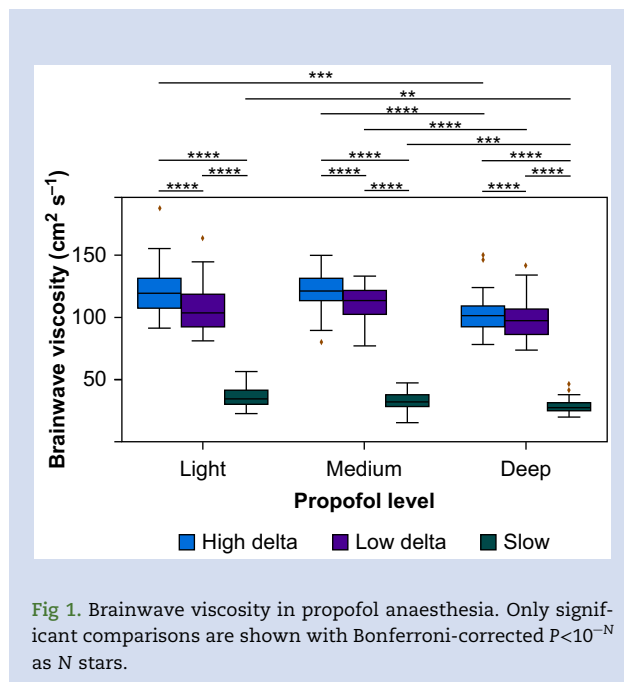 ***
**
****
****
***
**** **** ****
**** **** ****
**** **** ****
Brainwave viscosity (cm² s⁻¹)
150
100
50
Light Medium Deep
Propofol level
High delta Low delta Slow
Fig 1. Brainwave viscosity in propofol anaesthesia. Only signif-
icant comparisons are shown with Bonferroni-corrected P<10⁻ᴺ
as N stars.